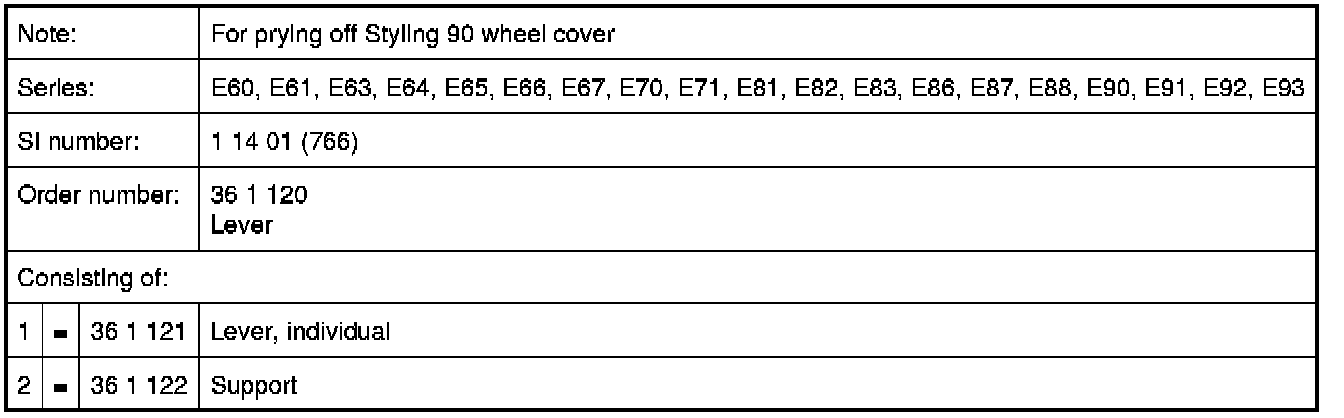 Note: For prying off Styling 90 wheel cover
Series: E60, E61, E63, E64, E65, E66, E67, E70, E71, E81, E82, E83, E86, E87, E88, E90, E91, E92, E93
SI number: 1 14 01 (766)
Order number: 36 1 120
Lever
Consisting of:
1 = 36 1 121 Lever, individual
2 = 36 1 122 Support